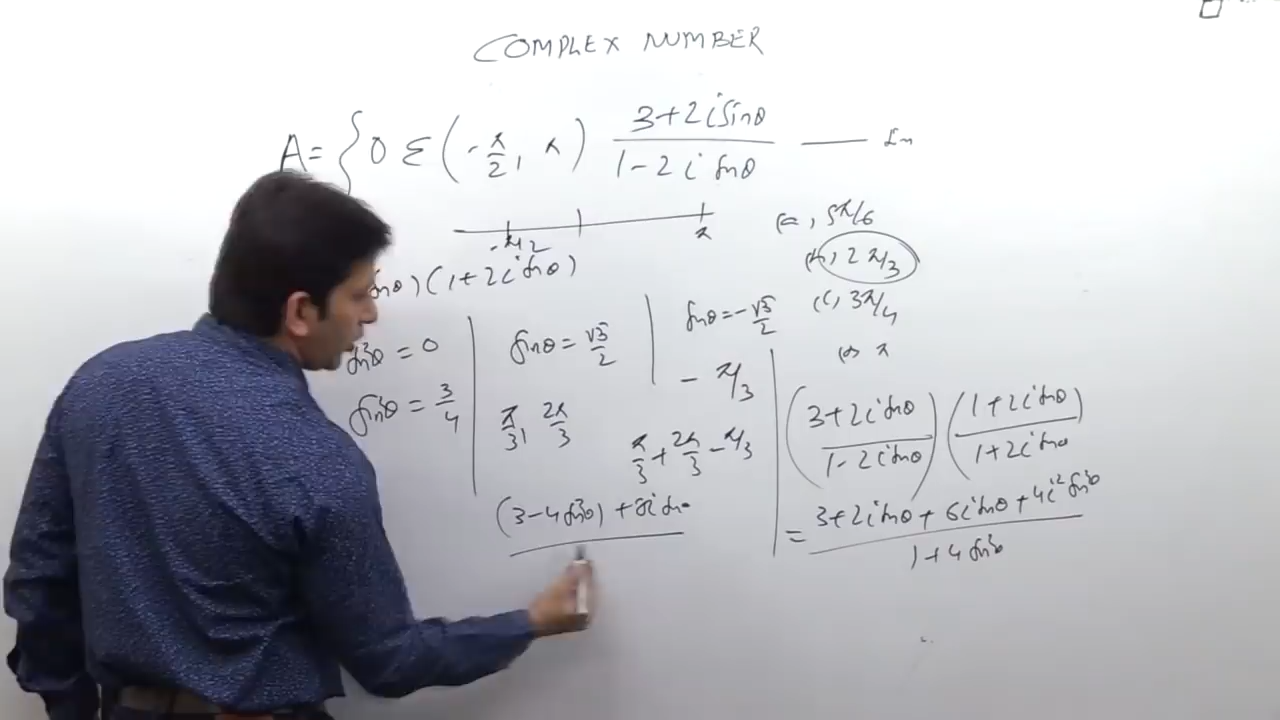 COMPLEX NUMBER
A = { θ ∈ (-π/2, π) (3+2i sinθ)/(1-2i sinθ) —— Im
-π/2 π
(a), 5π/6
(b), 2π/3
(c), 3π/4
(d) π
inθ)(1+2i sinθ)
sin²θ = 0
sin²θ = 3/4
sinθ = √3/2
π/3, 2π/3
sinθ = -√3/2
- π/3
π/3 + 2π/3 - π/3
(3-4sin²θ) + 8i sinθ
((3+2i sinθ)/(1-2i sinθ)) ((1+2i sinθ)/(1+2i sinθ))
= (3+2i sinθ + 6i sinθ + 4i² sin²θ)/(1+4 sin²θ)